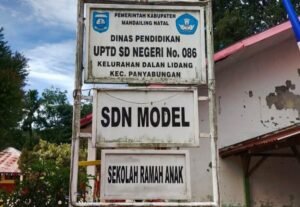 PEMERINTAH KABUPATEN
MANDAILING NATAL
DINAS PENDIDIKAN
UPTD SD NEGERI No. 086
KELURAHAN DALAN LIDANG
KEC. PANYABUNGAN
SDN MODEL
SEKOLAH RAMAH ANAK